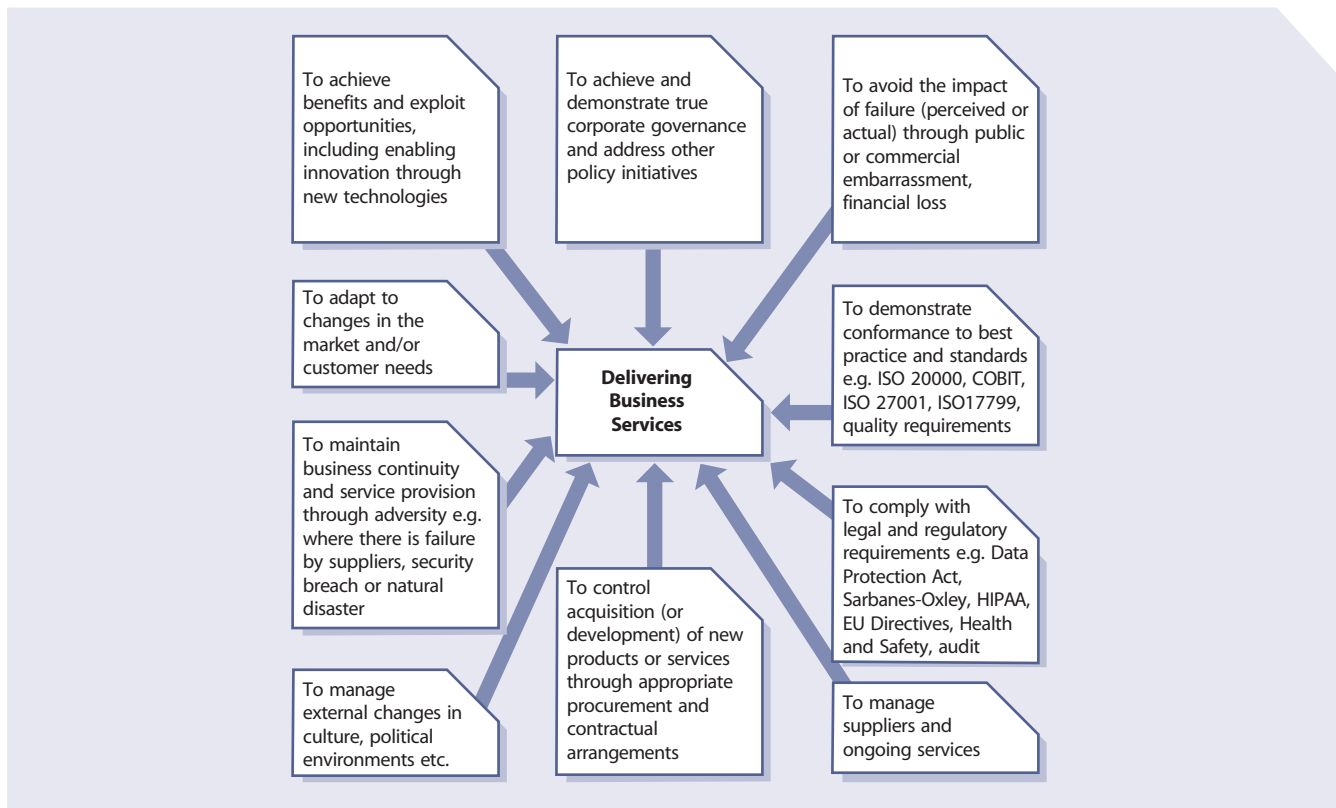 To achieve
benefits and exploit
opportunities,
including enabling
innovation through
new technologies
To achieve and
demonstrate true
corporate governance
and address other
policy initiatives
To avoid the impact
of failure (perceived or
actual) through public
or commercial
embarrassment,
financial loss
To adapt to
changes in the
market and/or
customer needs
Delivering
Business
Services
To demonstrate
conformance to best
practice and standards
e.g. ISO 20000, COBIT,
ISO 27001, ISO17799,
quality requirements
To maintain
business continuity
and service provision
through adversity e.g.
where there is failure
by suppliers, security
breach or natural
disaster
To comply with
legal and regulatory
requirements e.g. Data
Protection Act,
Sarbanes-Oxley, HIPAA,
EU Directives, Health
and Safety, audit
To manage
external changes in
culture, political
environments etc.
To control
acquisition (or
development) of new
products or services
through appropriate
procurement and
contractual
arrangements
To manage
suppliers and
ongoing services